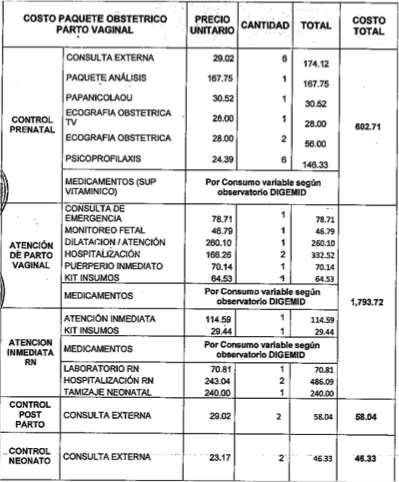 COSTO PAQUETE OBSTETRICO PARTO VAGINAL | PRECIO UNITARIO | CANTIDAD | TOTAL | COSTO TOTAL
CONTROL PRENATAL
CONSULTA EXTERNA 29.02 6 174.12
PAQUETE ANÁLISIS 167.75 1 167.75
PAPANICOLAOU 30.52 1 30.52
ECOGRAFIA OBSTETRICA TV 28.00 1 28.00
ECOGRAFIA OBSTETRICA 28.00 2 56.00
PSICOPROFILAXIS 24.39 6 146.33
MEDICAMENTOS (SUP VITAMINICO) Por Consumo variable según observatorio DIGEMID
602.71
ATENCIÓN DE PARTO VAGINAL
CONSULTA DE EMERGENCIA 78.71 1 78.71
MONITOREO FETAL 46.79 1 46.79
DILATACION / ATENCIÓN 260.10 1 260.10
HOSPITALIZACIÓN 166.26 2 332.52
PUERPERIO INMEDIATO 70.14 1 70.14
KIT INSUMOS 64.53 1 64.53
MEDICAMENTOS Por Consumo variable según observatorio DIGEMID
1,793.72
ATENCION INMEDIATA RN
ATENCIÓN INMEDIATA 114.59 1 114.59
KIT INSUMOS 29.44 1 29.44
MEDICAMENTOS Por Consumo variable según observatorio DIGEMID
LABORATORIO RN 70.81 1 70.81
HOSPITALIZACIÓN RN 243.04 2 486.09
TAMIZAJE NEONATAL 240.00 1 240.00
CONTROL POST PARTO CONSULTA EXTERNA 29.02 2 58.04 58.04
CONTROL NEONATO CONSULTA EXTERNA 23.17 2 46.33 46.33